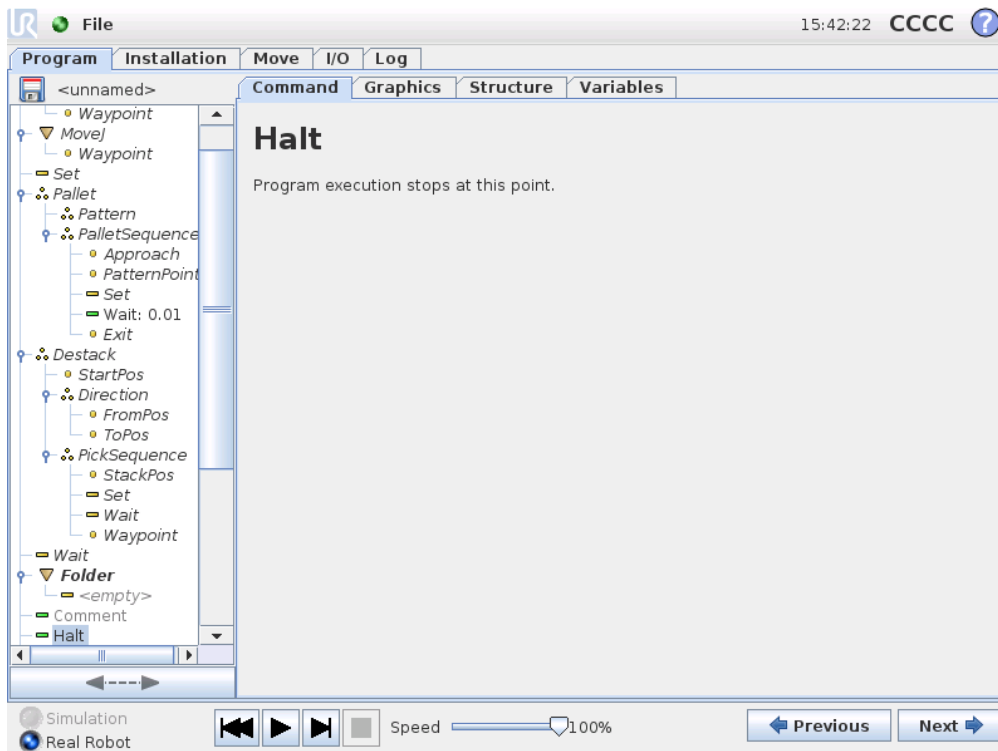 UR File 15:42:22 CCCC ?
Program Installation Move I/O Log
<unnamed>
Command Graphics Structure Variables
Waypoint
MoveJ
Waypoint
Set
Pallet
Pattern
PalletSequence
Approach
PatternPoint
Set
Wait: 0.01
Exit
Destack
StartPos
Direction
FromPos
ToPos
PickSequence
StackPos
Set
Wait
Waypoint
Wait
Folder
<empty>
Comment
Halt
Halt
Program execution stops at this point.
Simulation
Real Robot
Speed 100%
Previous Next